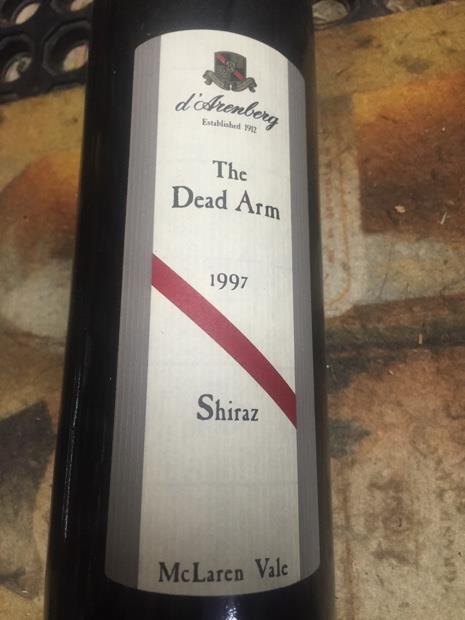 d'Arenberg
Established 1912
The
Dead Arm
1997
Shiraz
McLaren Vale